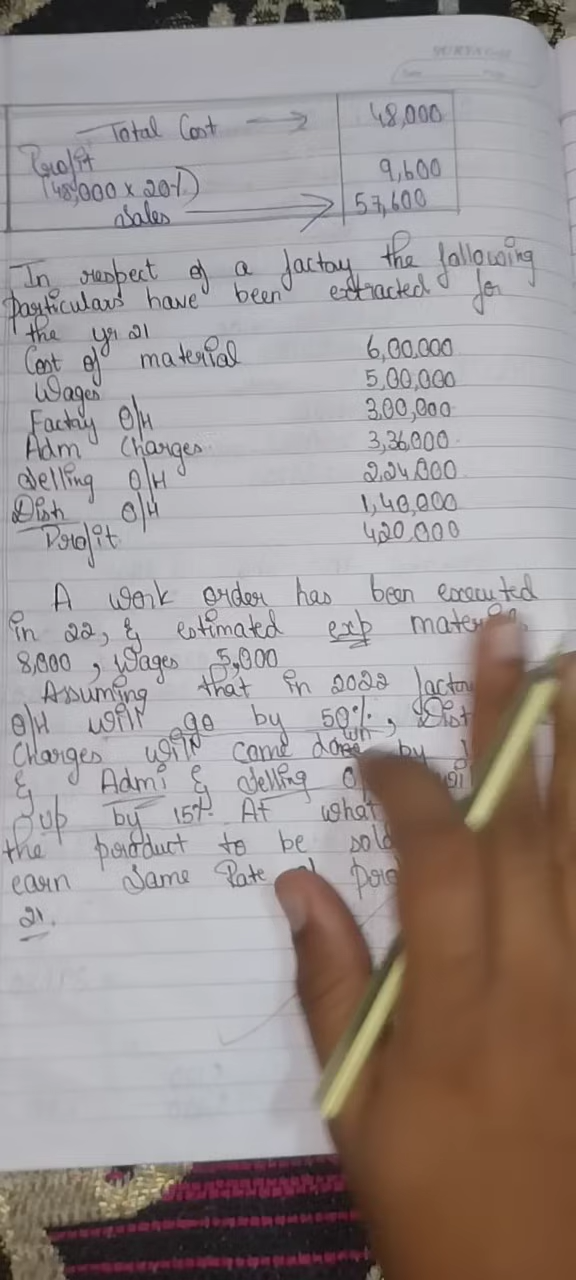 Total Cost → 48,000
Profit
(48,000 x 20%) 9,600
Sales → 57,600
In respect of a factory the following
particulars have been extracted for
the yr 21
Cost of material 6,00,000
Wages 5,00,000
Factory O/H 3,00,000
Adm Charges 3,36,000
Selling O/H 2,24,000
Dist O/H 1,40,000
Profit 420,000
A work order has been executed
in 22, & estimated exp
8,000, Wages 5,000
Assuming that in 2022 factory
O/H will go by 50%, Dist
Charges will come down by
& Admi & Selling
up by 15% At what
the product to be sold
earn Same Rate
21.